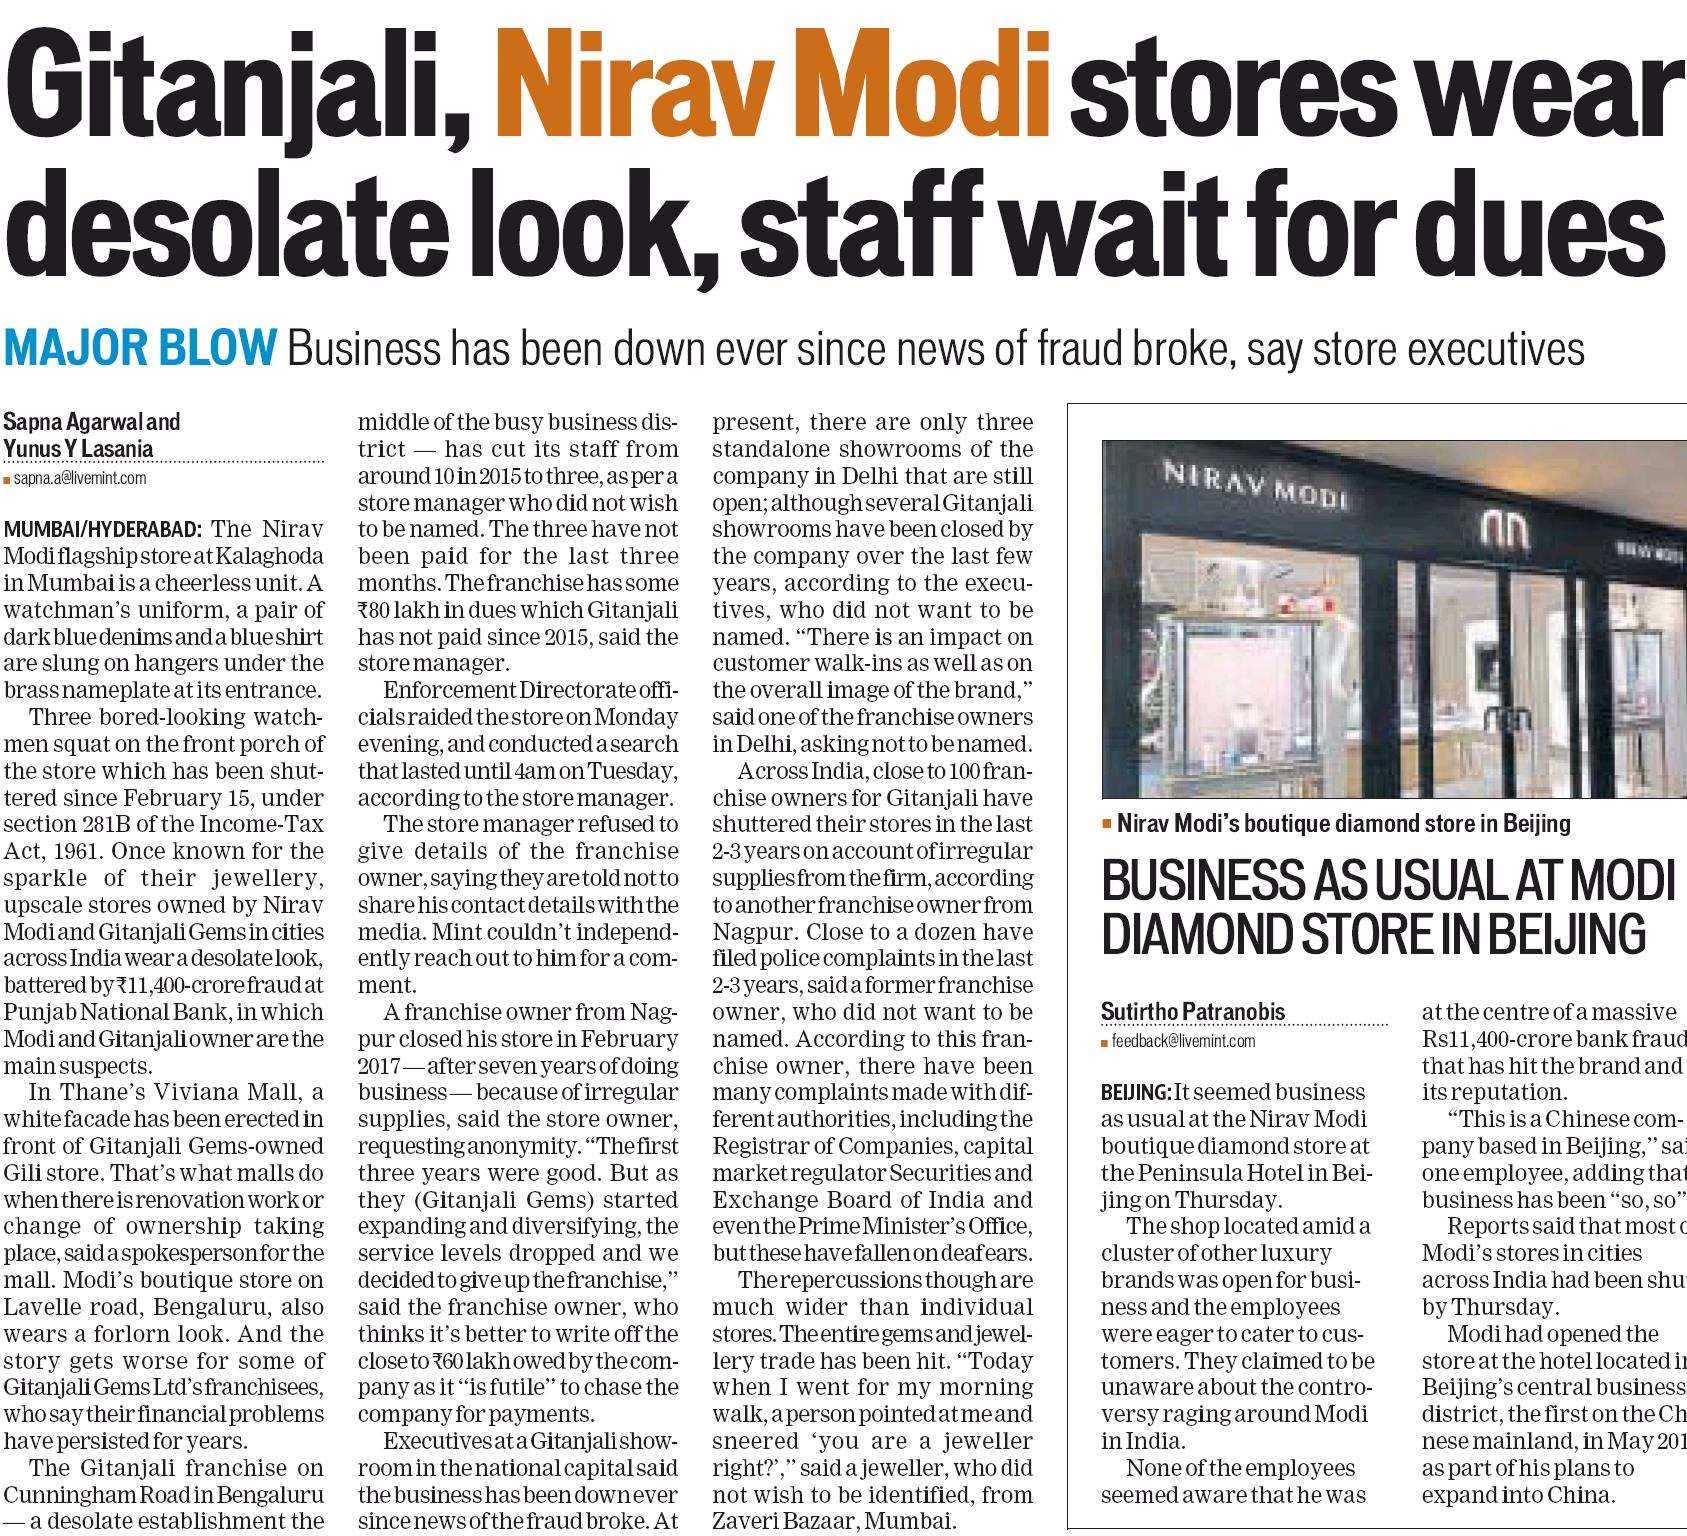 Gitanjali, Nirav Modi stores wear
desolate look, staff wait for dues
MAJOR BLOW Business has been down ever since news of fraud broke, say store executives
Sapna Agarwal and
Yunus Y Lasania
sapna.a@livemint.com
MUMBAI/HYDERABAD: The Nirav
Modi flagship store at Kalaghoda
in Mumbai is a cheerless unit. A
watchman's uniform, a pair of
dark blue denims and a blue shirt
are slung on hangers under the
brass nameplate at its entrance.
Three bored-looking watch-
men squat on the front porch of
the store which has been shut-
tered since February 15, under
section 281B of the Income-Tax
Act, 1961. Once known for the
sparkle of their jewellery,
upscale stores owned by Nirav
Modi and Gitanjali Gems in cities
across India wear a desolate look,
battered by ₹11,400-crore fraud at
Punjab National Bank, in which
Modi and Gitanjali owner are the
main suspects.
In Thane's Viviana Mall, a
white facade has been erected in
front of Gitanjali Gems-owned
Gili store. That's what malls do
when there is renovation work or
change of ownership taking
place, said a spokesperson for the
mall. Modi's boutique store on
Lavelle road, Bengaluru, also
wears a forlorn look. And the
story gets worse for some of
Gitanjali Gems Ltd's franchisees,
who say their financial problems
have persisted for years.
The Gitanjali franchise on
Cunningham Road in Bengaluru
— a desolate establishment the
middle of the busy business dis-
trict — has cut its staff from
around 10 in 2015 to three, as per a
store manager who did not wish
to be named. The three have not
been paid for the last three
months. The franchise has some
₹80 lakh in dues which Gitanjali
has not paid since 2015, said the
store manager.
Enforcement Directorate offi-
cials raided the store on Monday
evening, and conducted a search
that lasted until 4am on Tuesday,
according to the store manager.
The store manager refused to
give details of the franchise
owner, saying they are told not to
share his contact details with the
media. Mint couldn't independ-
ently reach out to him for a com-
ment.
A franchise owner from Nag-
pur closed his store in February
2017 — after seven years of doing
business — because of irregular
supplies, said the store owner,
requesting anonymity. "The first
three years were good. But as
they (Gitanjali Gems) started
expanding and diversifying, the
service levels dropped and we
decided to give up the franchise,"
said the franchise owner, who
thinks it's better to write off the
close to ₹60 lakh owed by the com-
pany as it "is futile" to chase the
company for payments.
Executives at a Gitanjali show-
room in the national capital said
the business has been down ever
since news of the fraud broke. At
present, there are only three
standalone showrooms of the
company in Delhi that are still
open; although several Gitanjali
showrooms have been closed by
the company over the last few
years, according to the execu-
tives, who did not want to be
named. "There is an impact on
customer walk-ins as well as on
the overall image of the brand,"
said one of the franchise owners
in Delhi, asking not to be named.
Across India, close to 100 fran-
chise owners for Gitanjali have
shuttered their stores in the last
2-3 years on account of irregular
supplies from the firm, according
to another franchise owner from
Nagpur. Close to a dozen have
filed police complaints in the last
2-3 years, said a former franchise
owner, who did not want to be
named. According to this fran-
chise owner, there have been
many complaints made with dif-
ferent authorities, including the
Registrar of Companies, capital
market regulator Securities and
Exchange Board of India and
even the Prime Minister's Office,
but these have fallen on deaf ears.
The repercussions though are
much wider than individual
stores. The entire gems and jewel-
lery trade has been hit. "Today
when I went for my morning
walk, a person pointed at me and
sneered 'you are a jeweller
right?'," said a jeweller, who did
not wish to be identified, from
Zaveri Bazaar, Mumbai.
NIRAV MODI
NIRAV MODI
Nirav Modi's boutique diamond store in Beijing
BUSINESS AS USUAL AT MODI
DIAMOND STORE IN BEIJING
Sutirtho Patranobis
feedback@livemint.com
BEIJING: It seemed business
as usual at the Nirav Modi
boutique diamond store at
the Peninsula Hotel in Bei-
jing on Thursday.
The shop located amid a
cluster of other luxury
brands was open for busi-
ness and the employees
were eager to cater to cus-
tomers. They claimed to be
unaware about the contro-
versy raging around Modi
in India.
None of the employees
seemed aware that he was
at the centre of a massive
Rs11,400-crore bank fraud
that has hit the brand and
its reputation.
"This is a Chinese com-
pany based in Beijing," sai
one employee, adding that
business has been "so, so"
Reports said that most o
Modi's stores in cities
across India had been shu
by Thursday.
Modi had opened the
store at the hotel located in
Beijing's central business
district, the first on the Ch
nese mainland, in May 201
as part of his plans to
expand into China.